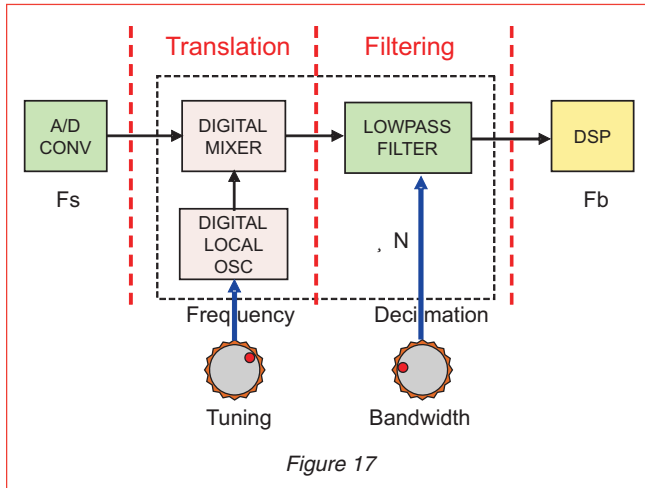 Translation
Filtering
A/D
CONV
DIGITAL
MIXER
LOWPASS
FILTER
DSP
Fs
Fb
DIGITAL
LOCAL
OSC
¸ N
Frequency
Decimation
Tuning
Bandwidth
Figure 17